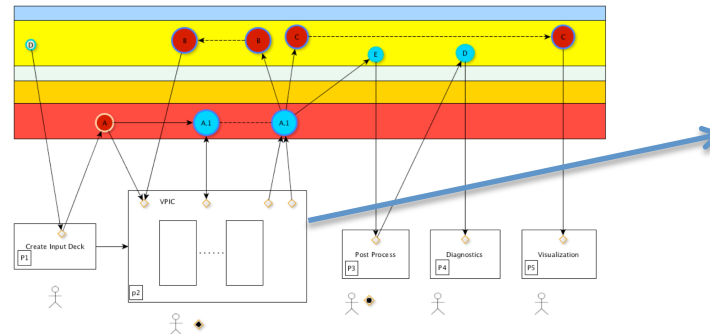 D
B
B
C
C
E
D
A
A.1
A.1
VPIC
......
Create Input Deck
P1
p2
Post Process
P3
Diagnostics
P4
Visualization
P5